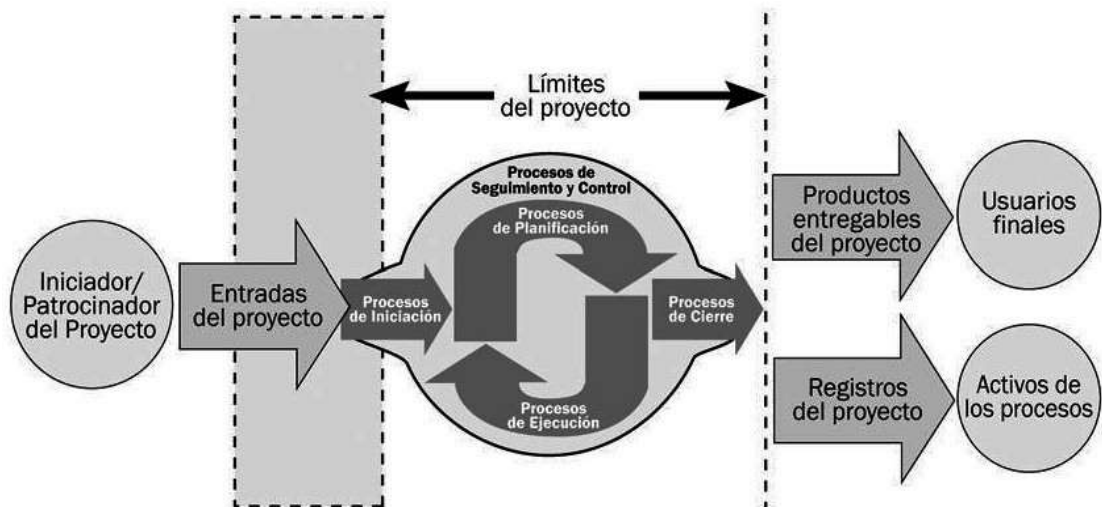 Límites
del proyecto
Procesos de
Seguimiento y Control
Procesos
de Planificación
Iniciador/
Patrocinador
del Proyecto
Entradas
del proyecto
Procesos
de Iniciación
Procesos
de Cierre
Procesos
de Ejecución
Productos
entregables
del proyecto
Usuarios
finales
Registros
del proyecto
Activos de
los procesos